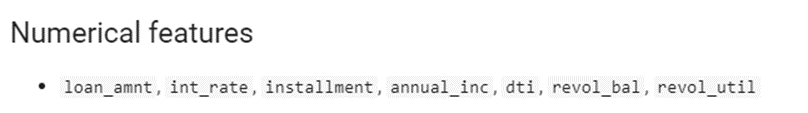 Numerical features
• loan_amnt, int_rate, installment, annual_inc, dti, revol_bal, revol_util